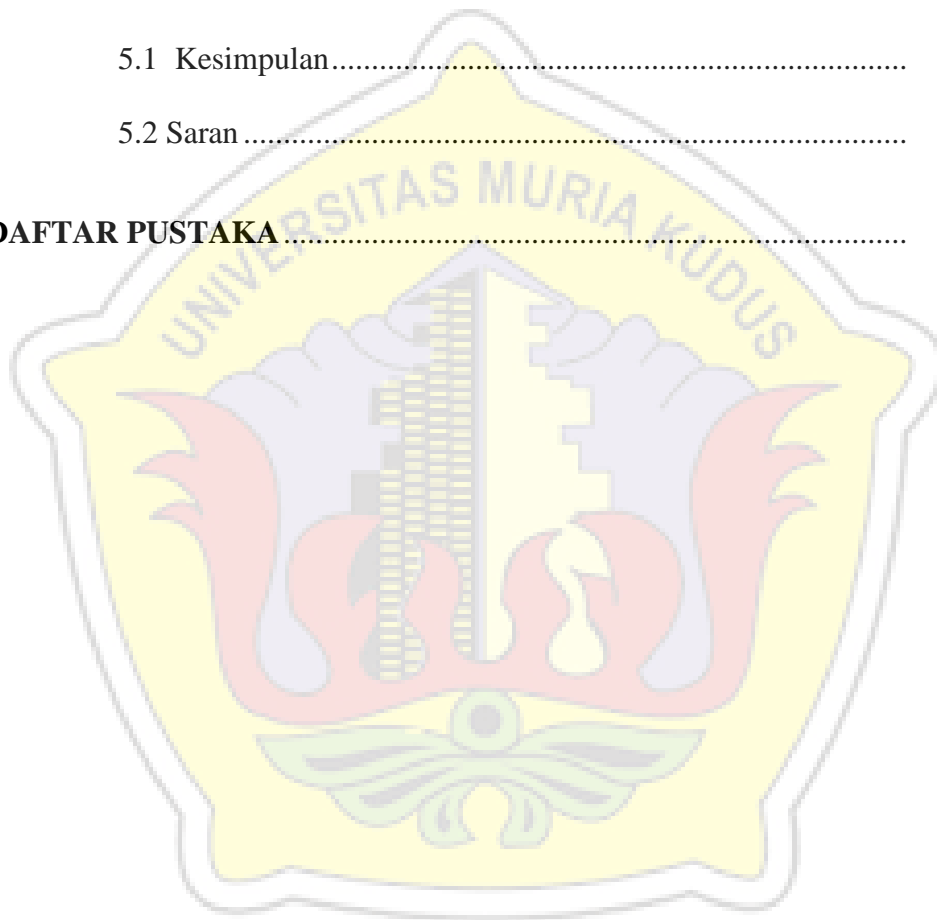 5.1 Kesimpulan......................................................................
5.2 Saran .................................................................................
DAFTAR PUSTAKA ............................................................................
UNIVERSITAS MURIA KUDUS